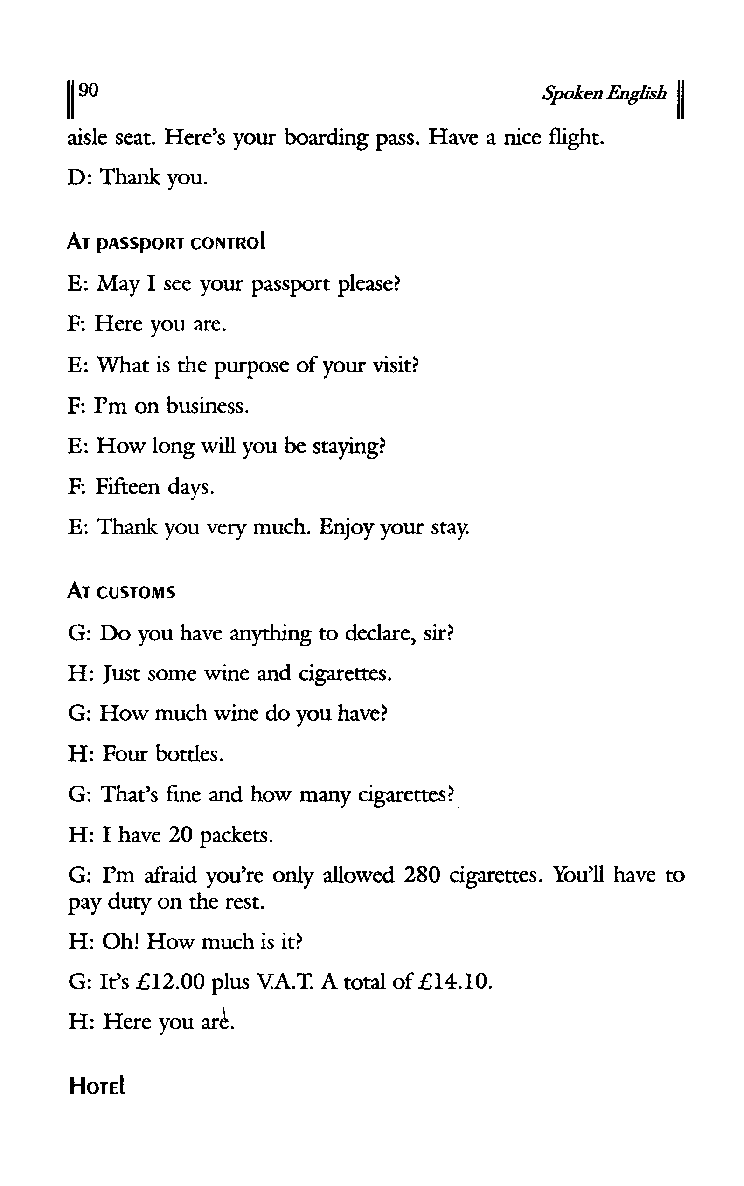 90 Spoken English
aisle seat. Here's your boarding pass. Have a nice flight.
D: Thank you.
At passport control
E: May I see your passport please?
F: Here you are.
E: What is the purpose of your visit?
F: I'm on business.
E: How long will you be staying?
F: Fifteen days.
E: Thank you very much. Enjoy your stay.
At customs
G: Do you have anything to declare, sir?
H: Just some wine and cigarettes.
G: How much wine do you have?
H: Four bottles.
G: That's fine and how many cigarettes?
H: I have 20 packets.
G: I'm afraid you're only allowed 280 cigarettes. You'll have to
pay duty on the rest.
H: Oh! How much is it?
G: It's £12.00 plus V.A.T. A total of £14.10.
H: Here you are.
Hotel